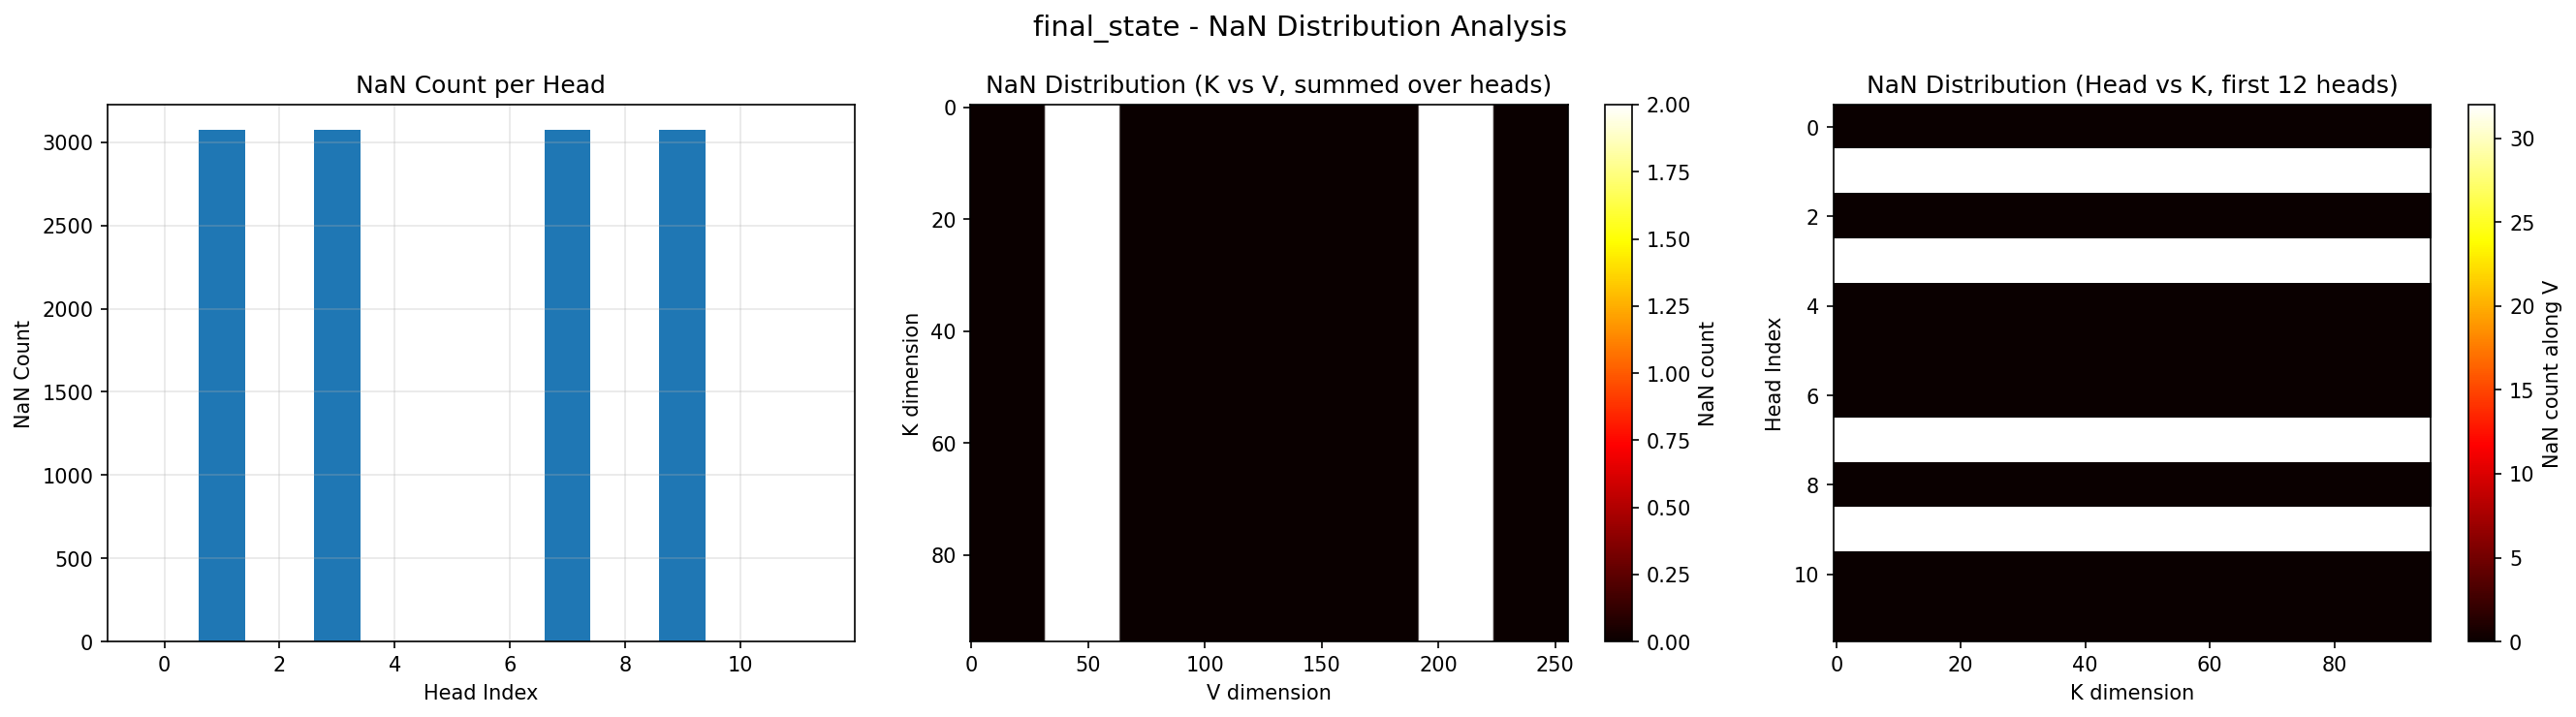 final_state - NaN Distribution Analysis
NaN Count per Head
NaN Count
3000
2500
2000
1500
1000
500
0
0 2 4 6 8 10
Head Index
NaN Distribution (K vs V, summed over heads)
K dimension
0
20
40
60
80
0 50 100 150 200 250
V dimension
2.00
1.75
1.50
1.25
1.00
0.75
0.50
0.25
0.00
NaN count
NaN Distribution (Head vs K, first 12 heads)
Head Index
0
2
4
6
8
10
0 20 40 60 80
K dimension
30
25
20
15
10
5
0
NaN count along V